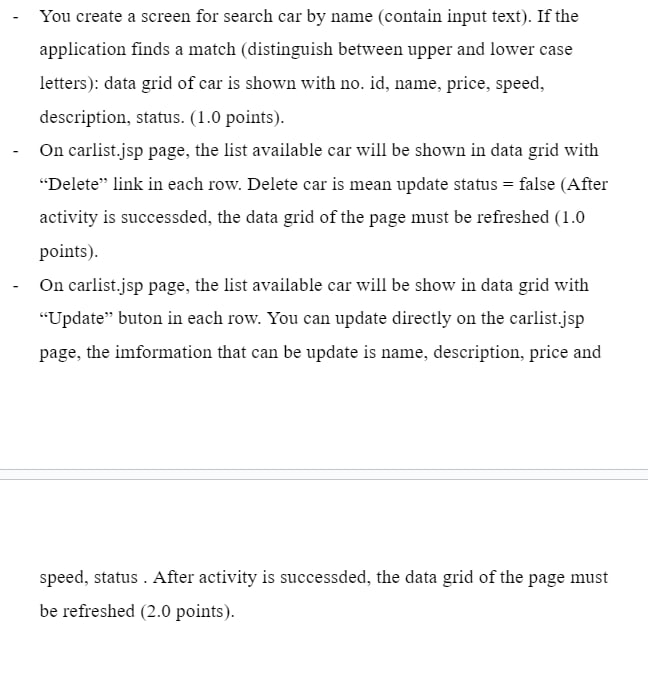 - You create a screen for search car by name (contain input text). If the
application finds a match (distinguish between upper and lower case
letters): data grid of car is shown with no. id, name, price, speed,
description, status. (1.0 points).
- On carlist.jsp page, the list available car will be shown in data grid with
“Delete” link in each row. Delete car is mean update status = false (After
activity is successded, the data grid of the page must be refreshed (1.0
points).
- On carlist.jsp page, the list available car will be show in data grid with
“Update” buton in each row. You can update directly on the carlist.jsp
page, the imformation that can be update is name, description, price and
speed, status . After activity is successded, the data grid of the page must
be refreshed (2.0 points).